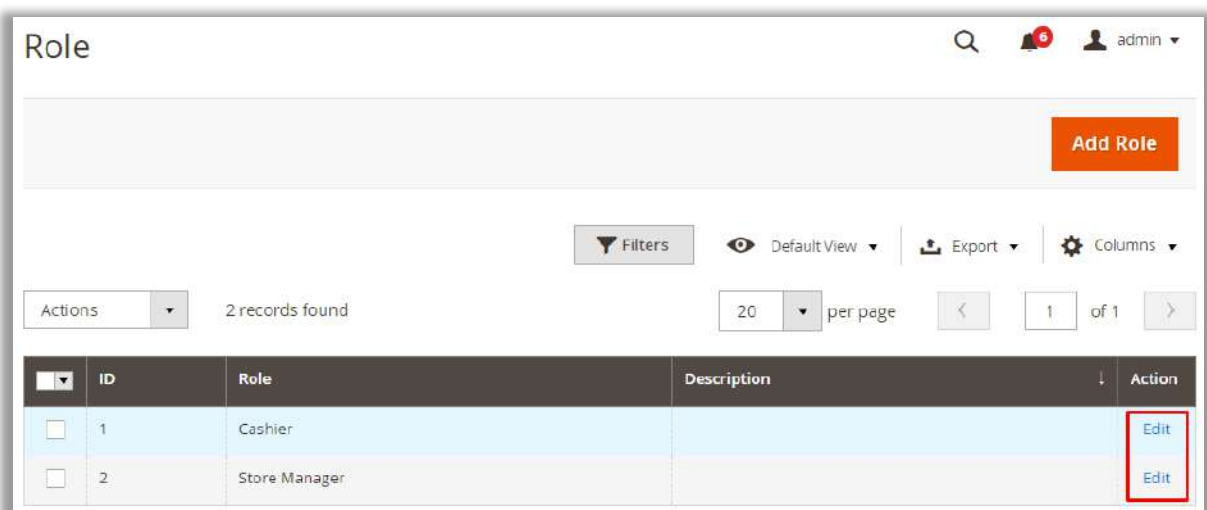 Role
6
admin
Add Role
Filters Default View Export Columns
Actions 2 records found 20 per page 1 of 1
ID Role Description ↓ Action
1 Cashier Edit
2 Store Manager Edit